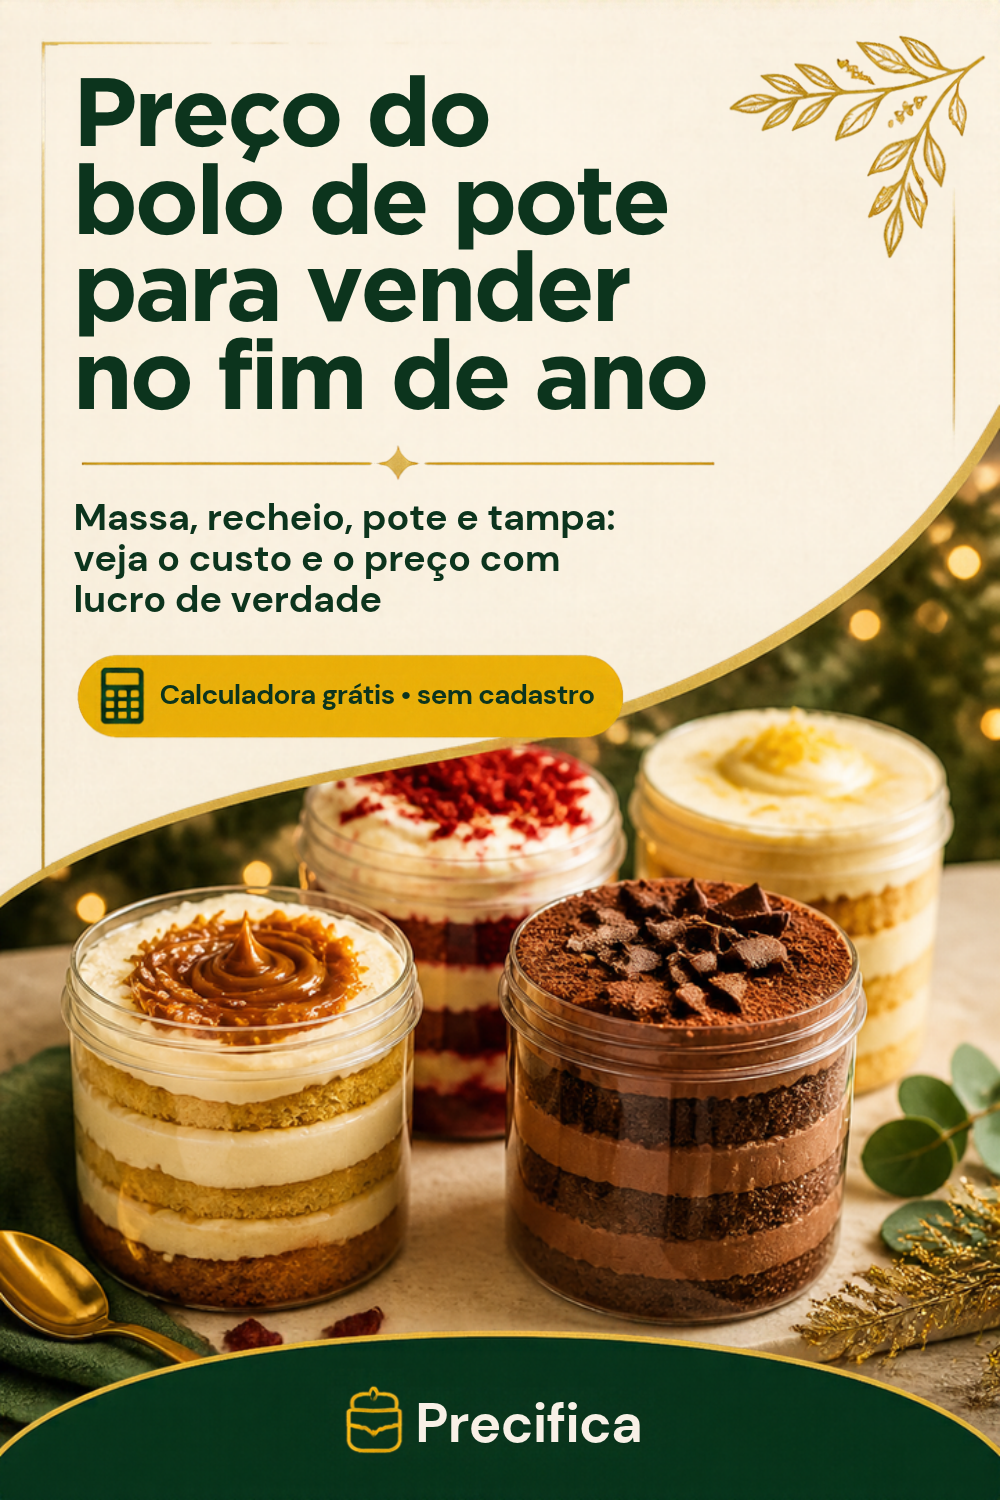 Preço do
bolo de pote
para vender
no fim de ano
Massa, recheio, pote e tampa:
veja o custo e o preço com
lucro de verdade
Calculadora grátis • sem cadastro
Precifica